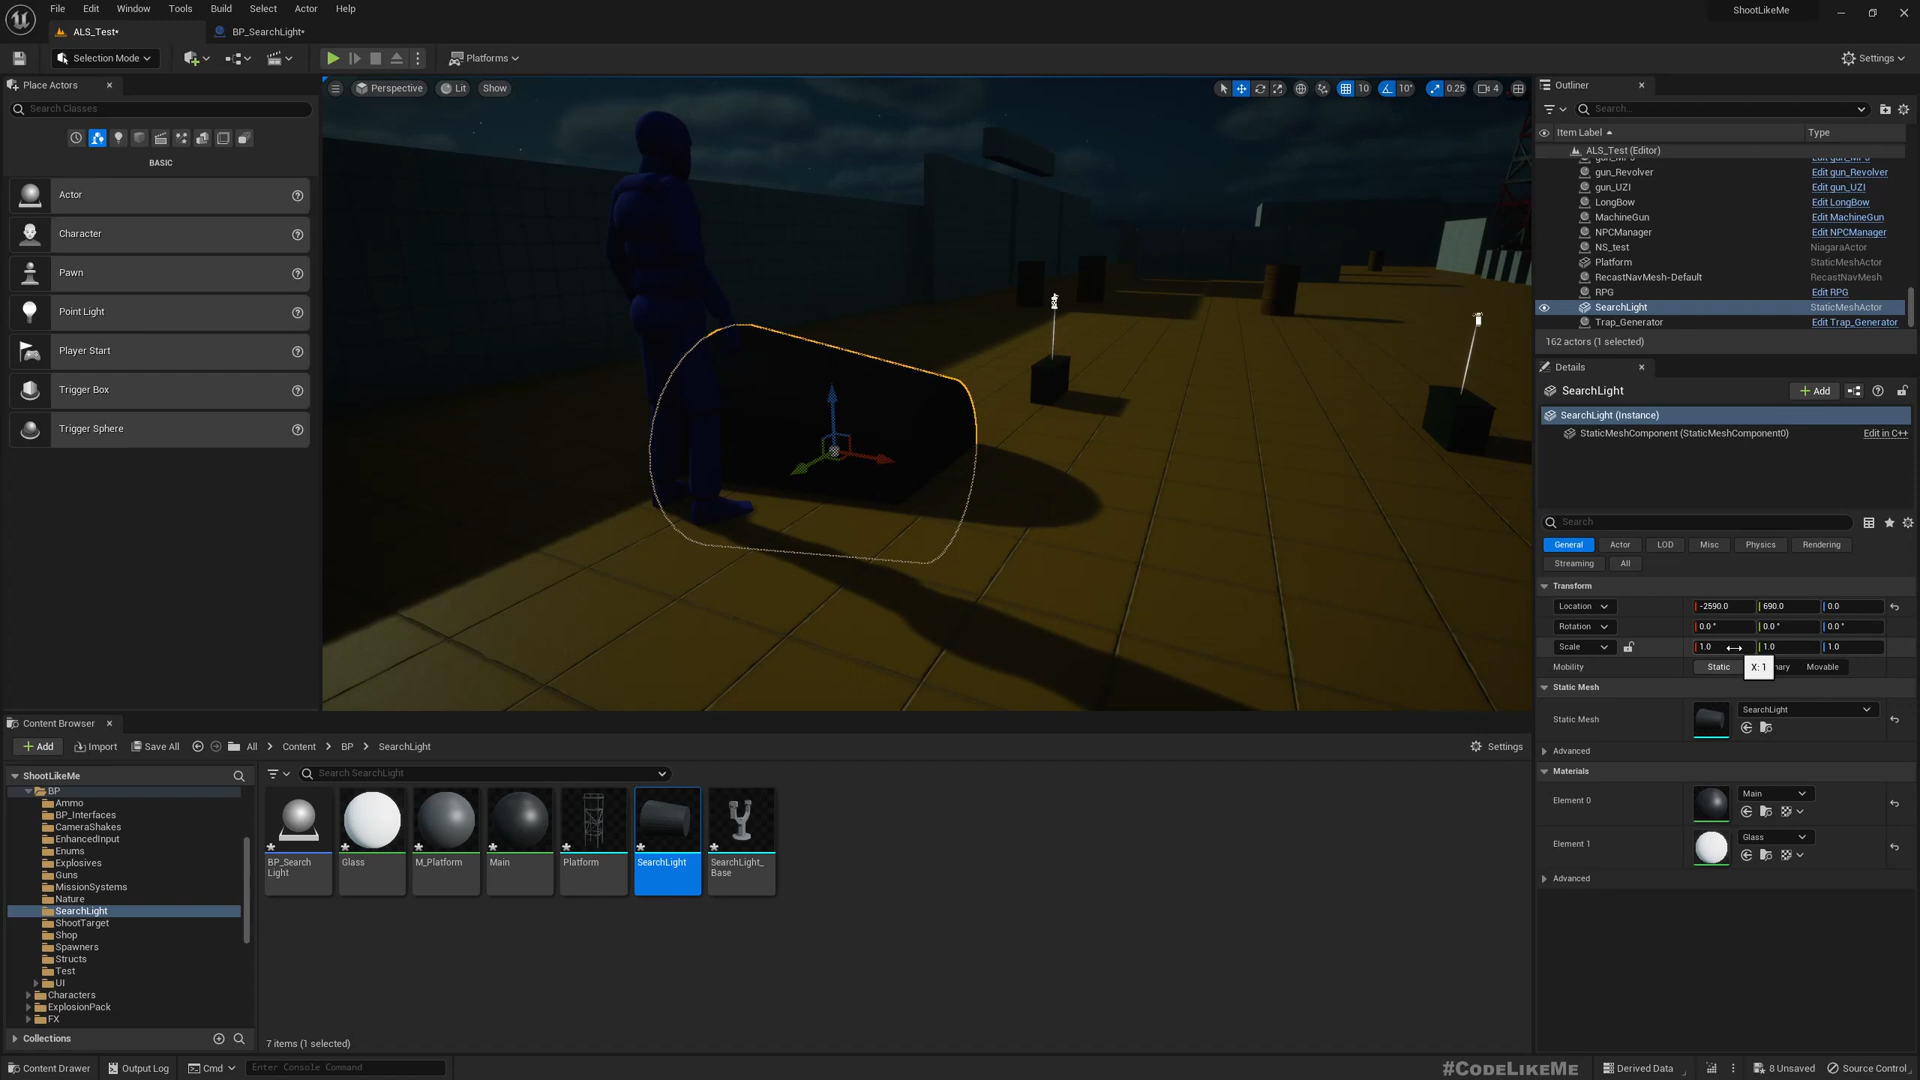 File Edit Window Tools Build Select Actor Help
ShootLikeMe
ALS_Test*
BP_SearchLight*
Selection Mode
Platforms
Settings
Place Actors
Search Classes
BASIC
Actor
Character
Pawn
Point Light
Player Start
Trigger Box
Trigger Sphere
Perspective
Lit
Show
10
10°
0.25
4
Outliner
Search...
Item Label
Type
ALS_Test (Editor)
gun_Revolver Edit gun_Revolver
gun_UZI Edit gun_UZI
LongBow Edit LongBow
MachineGun Edit MachineGun
NPCManager Edit NPCManager
NS_test NiagaraActor
Platform StaticMeshActor
RecastNavMesh-Default RecastNavMesh
RPG Edit RPG
SearchLight StaticMeshActor
Trap_Generator Edit Trap_Generator
162 actors (1 selected)
Details
SearchLight
Add
SearchLight (Instance)
StaticMeshComponent (StaticMeshComponent0) Edit in C++
Search
General Actor LOD Misc Physics Rendering
Streaming All
Transform
Location -2590.0 690.0 0.0
Rotation 0.0° 0.0° 0.0°
Scale 1.0 1.0 1.0
Mobility Static nary Movable
X: 1
Static Mesh
Static Mesh SearchLight
Advanced
Materials
Element 0 Main
Element 1 Glass
Advanced
Content Browser
Add Import Save All All Content BP SearchLight
Settings
ShootLikeMe
Search SearchLight
BP
Ammo
BP_Interfaces
CameraShakes
EnhancedInput
Enums
Explosives
Guns
MissionSystems
Nature
SearchLight
ShootTarget
Shop
Spawners
Structs
Test
UI
Characters
ExplosionPack
FX
Collections
BP_Search
Light
Glass
M_Platform
Main
Platform
SearchLight
SearchLight_
Base
7 items (1 selected)
Content Drawer
Output Log
Cmd
Enter Console Command
#CODELIKEME
Derived Data
8 Unsaved
Source Control